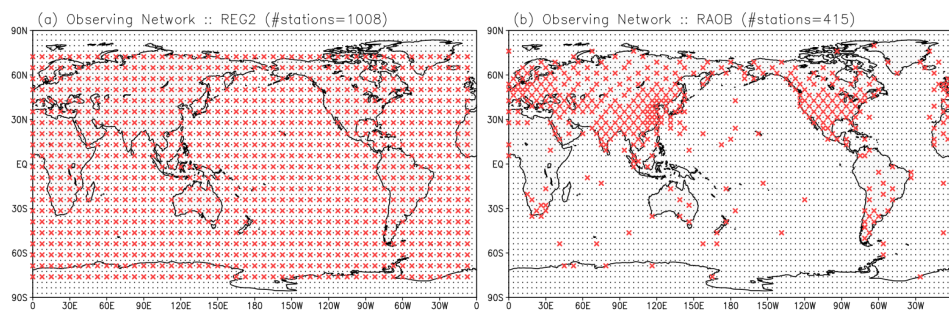 (a) Observing Network :: REG2 (#stations=1008)
90N
60N
30N
EQ
30S
60S
90S
0 30E 60E 90E 120E 150E 180 150W 120W 90W 60W 30W 0
(b) Observing Network :: RAOB (#stations=415)
90N
60N
30N
EQ
30S
60S
90S
0 30E 60E 90E 120E 150E 180 150W 120W 90W 60W 30W 0